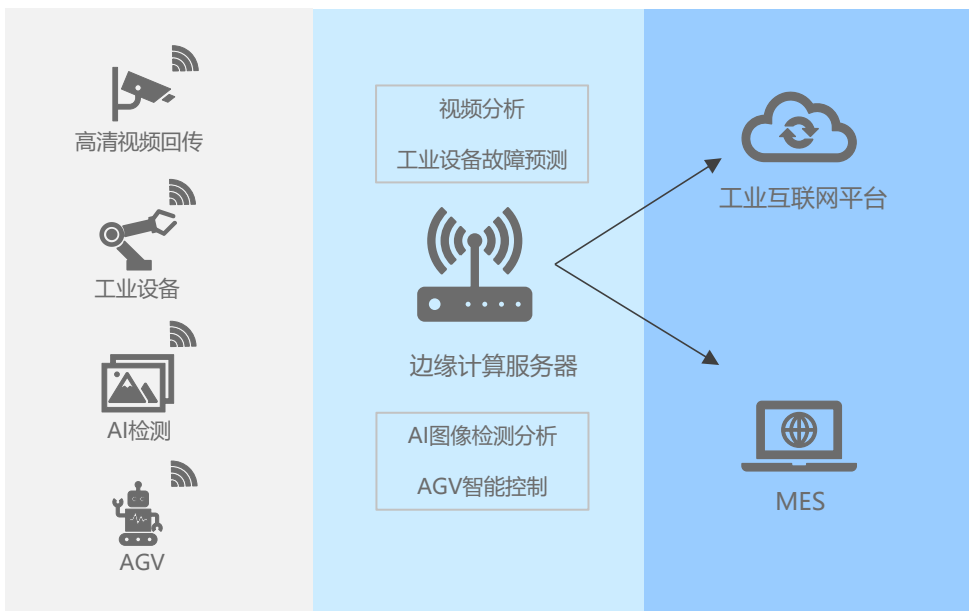 高清视频回传
工业设备
AI检测
AGV
视频分析
工业设备故障预测
边缘计算服务器
AI图像检测分析
AGV智能控制
工业互联网平台
MES